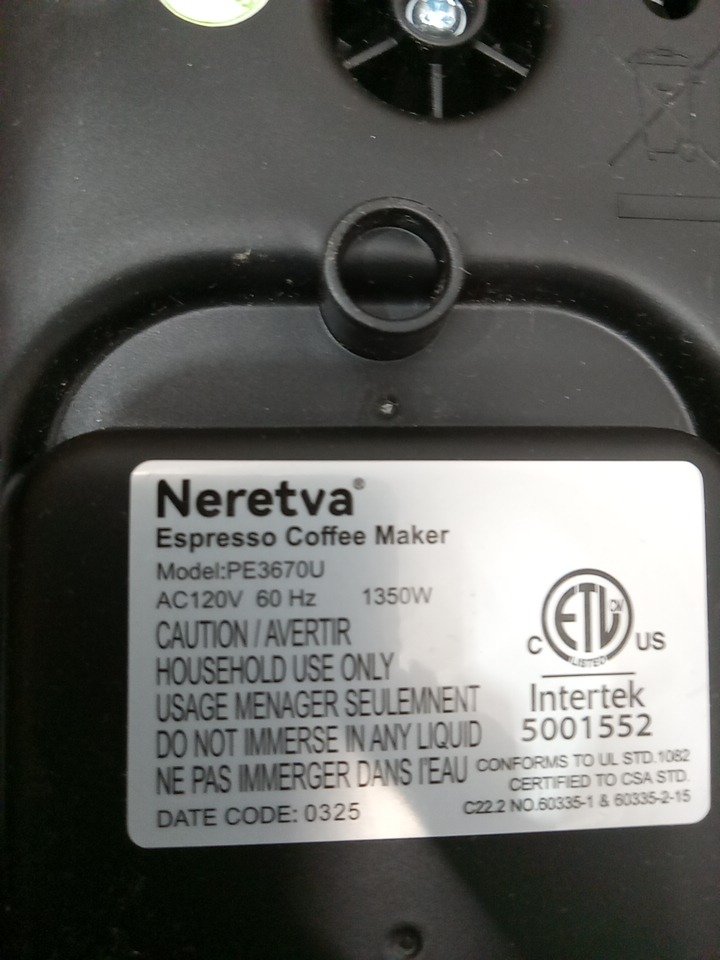 Neretva®
Espresso Coffee Maker
Model:PE3670U
AC120V 60 Hz 1350W
CAUTION / AVERTIR
HOUSEHOLD USE ONLY
USAGE MENAGER SEULEMNENT
DO NOT IMMERSE IN ANY LIQUID
NE PAS IMMERGER DANS l'EAU
DATE CODE: 0325
ETL CM
LISTED
C US
Intertek
5001552
CONFORMS TO UL STD.1082
CERTIFIED TO CSA STD.
C22.2 NO.60335-1 & 60335-2-15